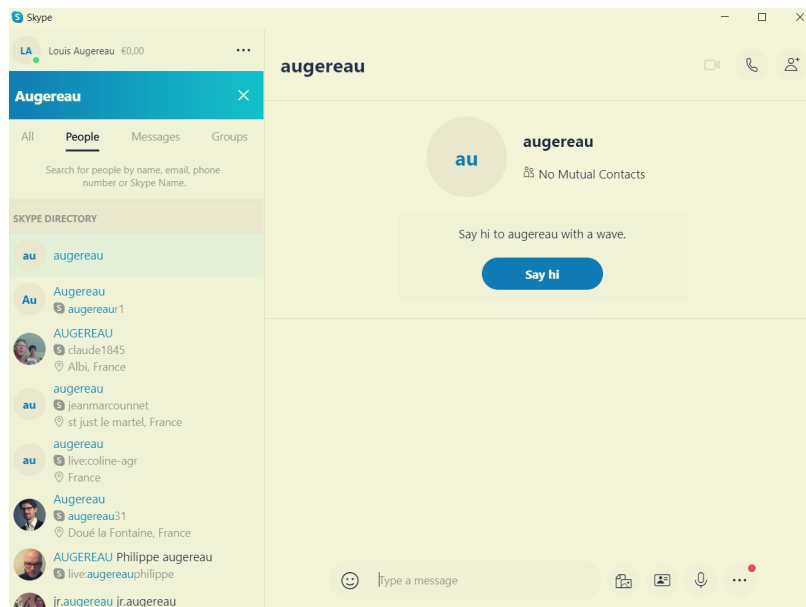 Skype
LA Louis Augereau €0,00
Augereau
All People Messages Groups
Search for people by name, email, phone
number or Skype Name.
SKYPE DIRECTORY
au augereau
Au Augereau
augereaur1
AUGEREAU
claude1845
Albi, France
au augereau
jeanmarcounnet
st just le martel, France
au augereau
live:coline-agr
France
Augereau
augereau31
Doué la Fontaine, France
AUGEREAU Philippe augereau
live:augereauphilippe
jr.augereau jr.augereau
augereau
au
augereau
No Mutual Contacts
Say hi to augereau with a wave.
Say hi
Type a message